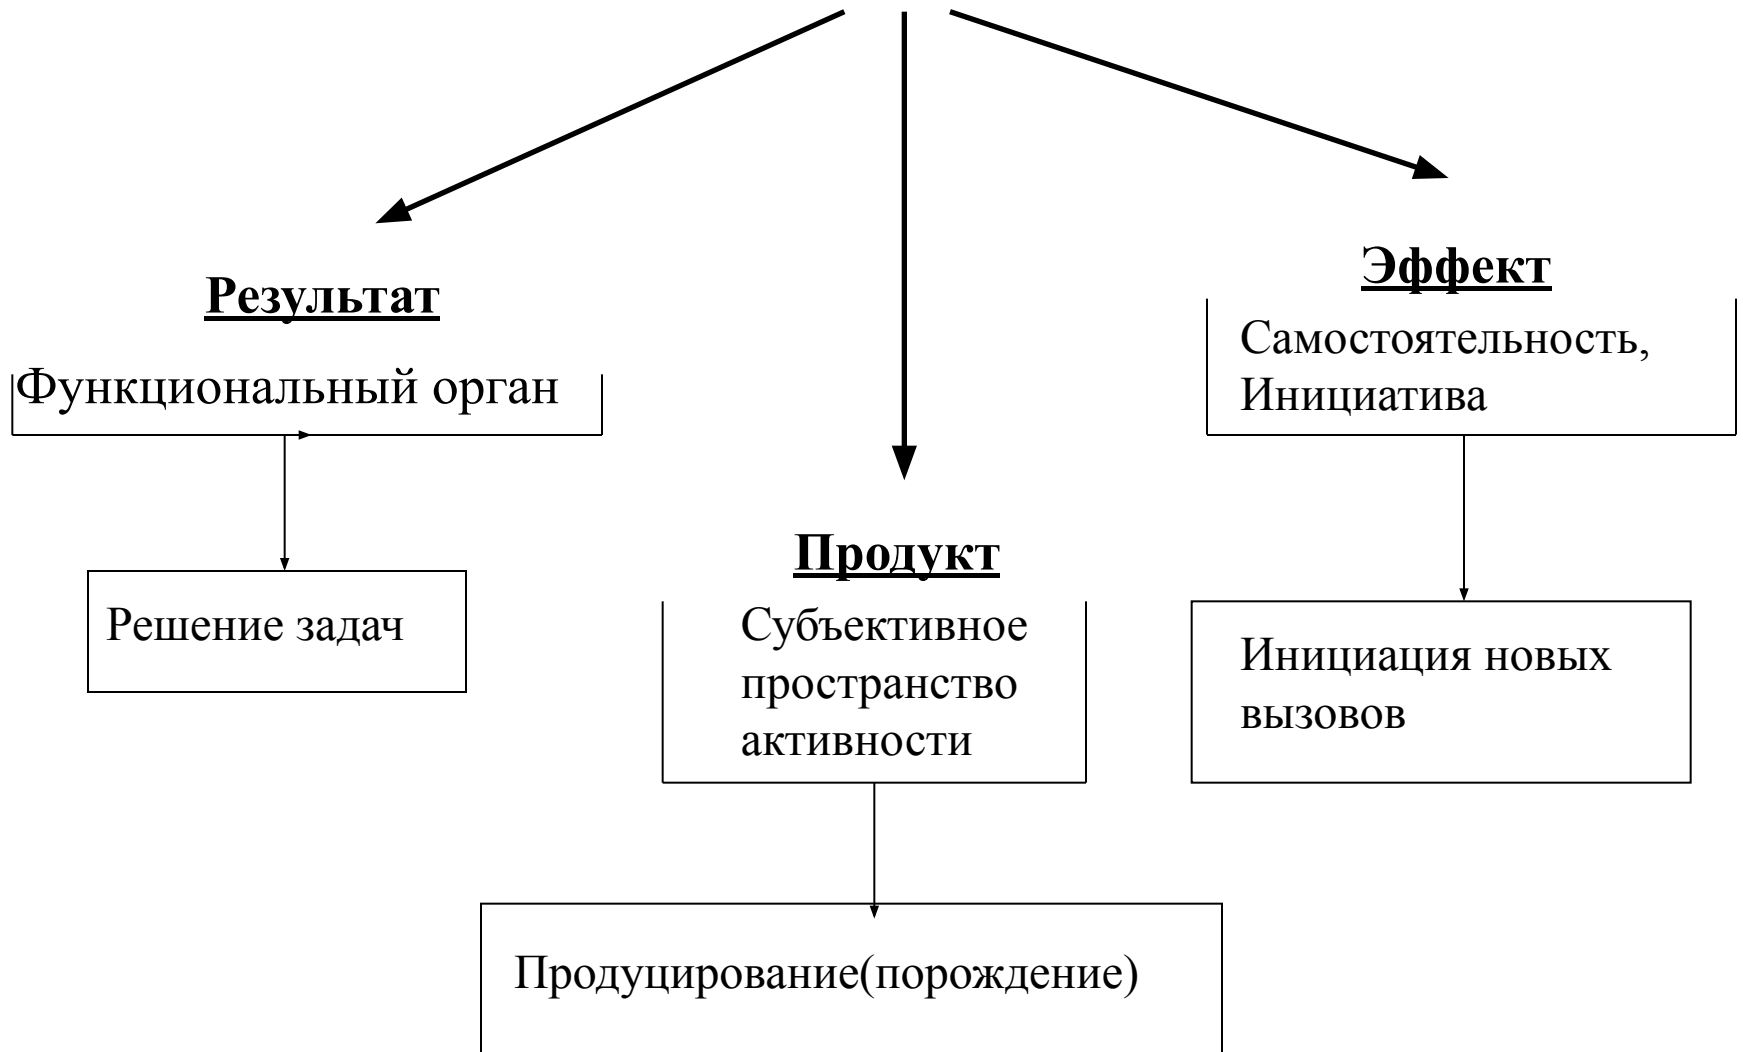 Результат
Функциональный орган
Решение задач
Продукт
Субъективное
пространство
активности
Продуцирование(порождение)
Эффект
Самостоятельность,
Инициатива
Инициация новых
вызовов